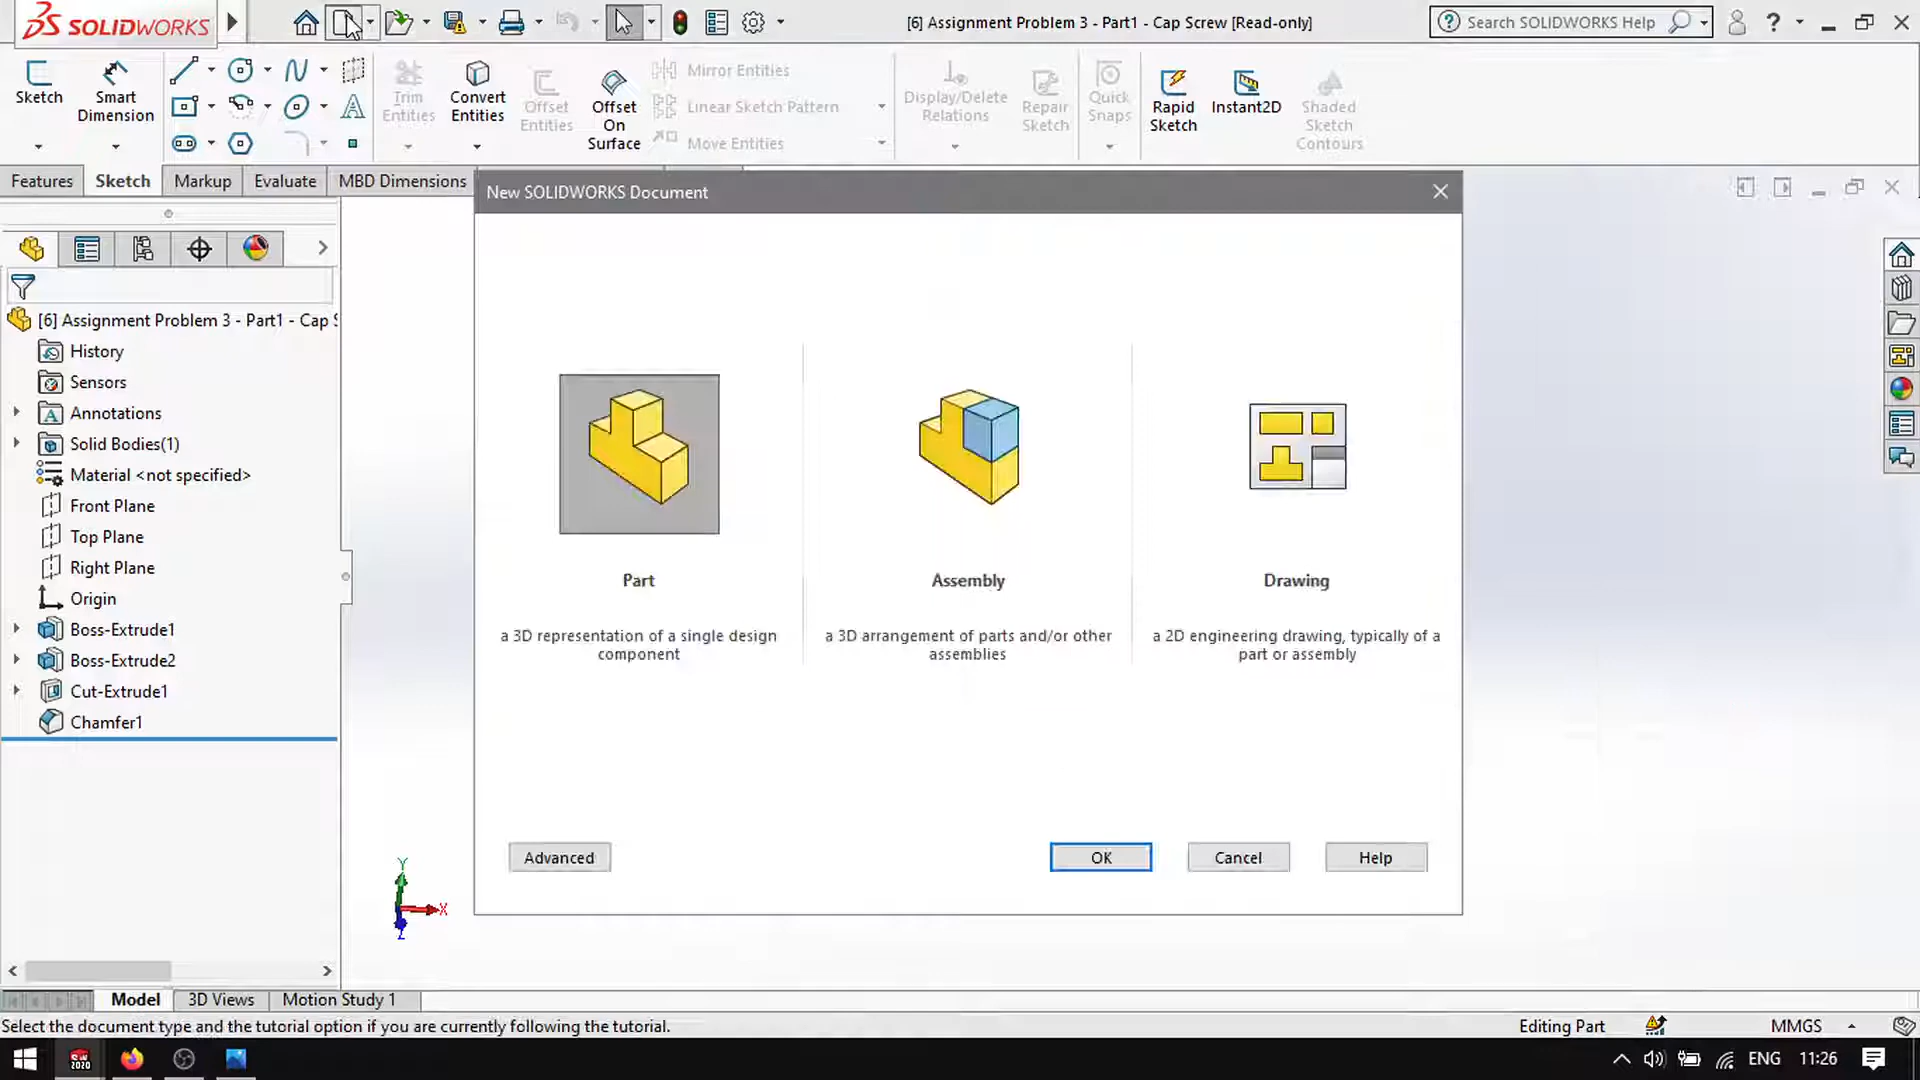 SOLIDWORKS
[6] Assignment Problem 3 - Part1 - Cap Screw [Read-only]
Search SOLIDWORKS Help
?
Sketch
Smart
Dimension
Trim
Entities
Convert
Entities
Offset
Entities
Offset
On
Surface
Mirror Entities
Linear Sketch Pattern
Move Entities
Display/Delete
Relations
Repair
Sketch
Quick
Snaps
Rapid
Sketch
Instant2D
Shaded
Sketch
Contours
Features
Sketch
Markup
Evaluate
MBD Dimensions
New SOLIDWORKS Document
[6] Assignment Problem 3 - Part1 - Cap S
History
Sensors
Annotations
Solid Bodies(1)
Material <not specified>
Front Plane
Top Plane
Right Plane
Origin
Boss-Extrude1
Boss-Extrude2
Cut-Extrude1
Chamfer1
Part
a 3D representation of a single design
component
Assembly
a 3D arrangement of parts and/or other
assemblies
Drawing
a 2D engineering drawing, typically of a
part or assembly
Advanced
OK
Cancel
Help
Y
X
Z
Model
3D Views
Motion Study 1
Select the document type and the tutorial option if you are currently following the tutorial.
Editing Part
MMGS
SW
2020
ENG
11:26